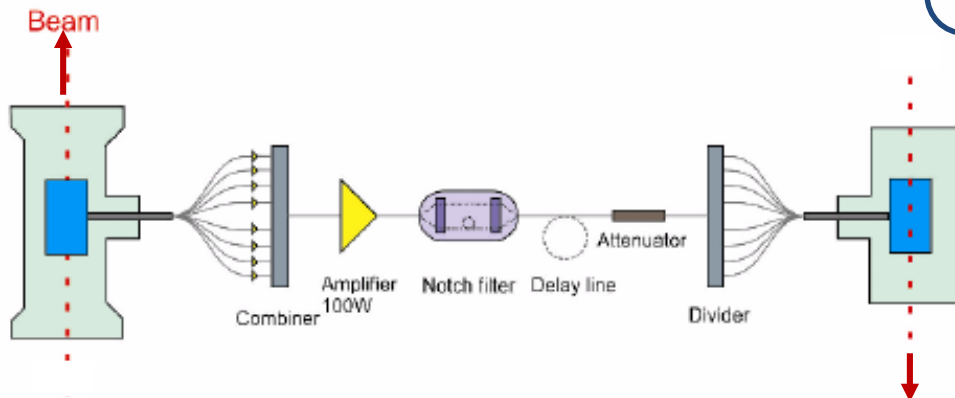 Beam
Combiner
Amplifier
100W
Notch filter
Delay line
Attenuator
Divider